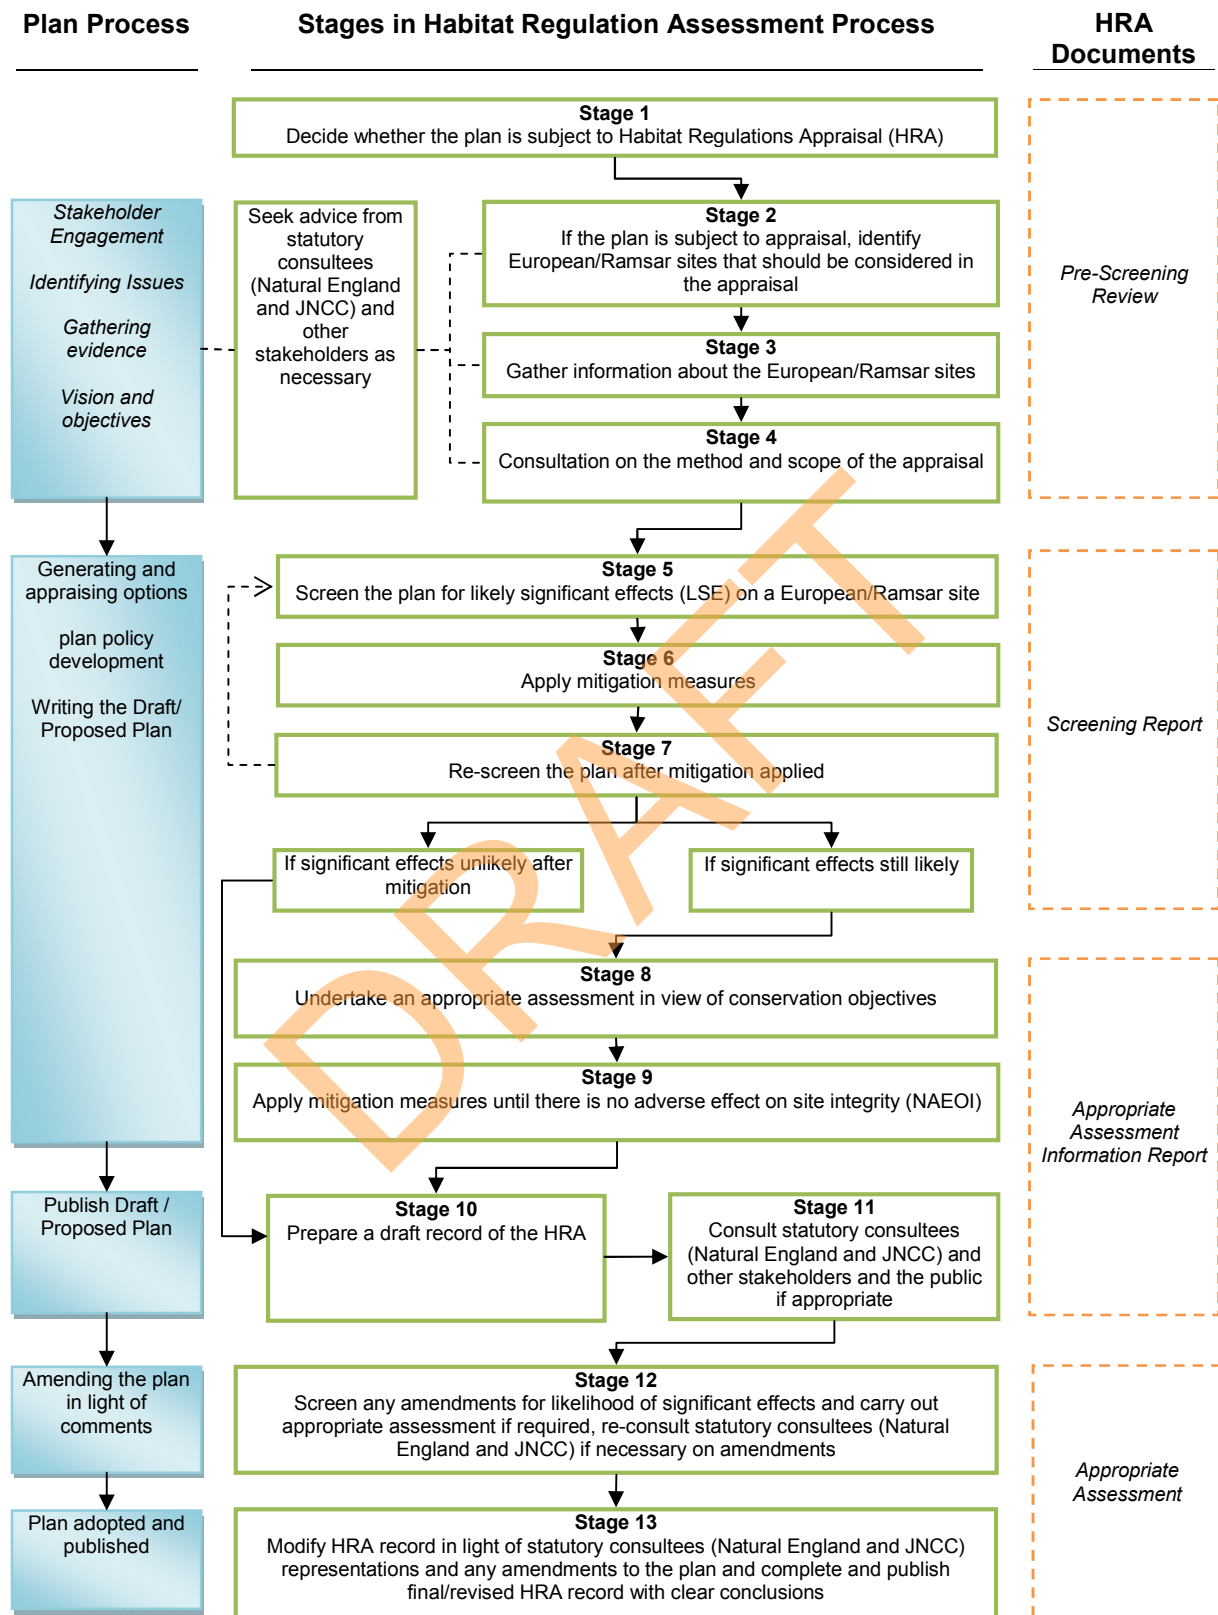 Plan Process
Stages in Habitat Regulation Assessment Process
HRA
Documents
Stage 1
Decide whether the plan is subject to Habitat Regulations Appraisal (HRA)
Stakeholder
Engagement
Identifying Issues
Gathering
evidence
Vision and
objectives
Seek advice from
statutory
consultees
(Natural England
and JNCC) and
other
stakeholders as
necessary
Stage 2
If the plan is subject to appraisal, identify
European/Ramsar sites that should be considered in
the appraisal
Stage 3
Gather information about the European/Ramsar sites
Stage 4
Consultation on the method and scope of the appraisal
Pre-Screening
Review
Generating and
appraising options
plan policy
development
Writing the Draft/
Proposed Plan
Stage 5
Screen the plan for likely significant effects (LSE) on a European/Ramsar site
Stage 6
Apply mitigation measures
Stage 7
Re-screen the plan after mitigation applied
If significant effects unlikely after
mitigation
If significant effects still likely
Screening Report
Stage 8
Undertake an appropriate assessment in view of conservation objectives
Stage 9
Apply mitigation measures until there is no adverse effect on site integrity (NAEOI)
Appropriate
Assessment
Information Report
Publish Draft /
Proposed Plan
Stage 10
Prepare a draft record of the HRA
Stage 11
Consult statutory consultees
(Natural England and JNCC) and
other stakeholders and the public
if appropriate
Amending the plan
in light of
comments
Stage 12
Screen any amendments for likelihood of significant effects and carry out
appropriate assessment if required, re-consult statutory consultees (Natural
England and JNCC) if necessary on amendments
Plan adopted and
published
Stage 13
Modify HRA record in light of statutory consultees (Natural England and JNCC)
representations and any amendments to the plan and complete and publish
final/revised HRA record with clear conclusions
Appropriate
Assessment
DRAFT